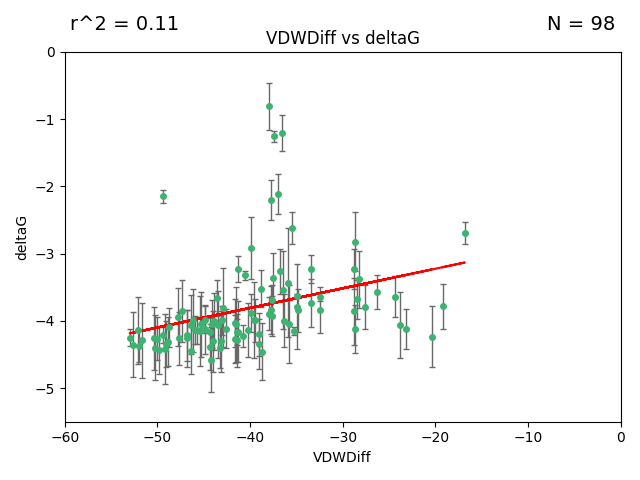 r^2 = 0.11
N = 98
VDWDiff vs deltaG
0
−1
−2
−3
−4
−5
deltaG
−60
−50
−40
−30
−20
−10
0
VDWDiff